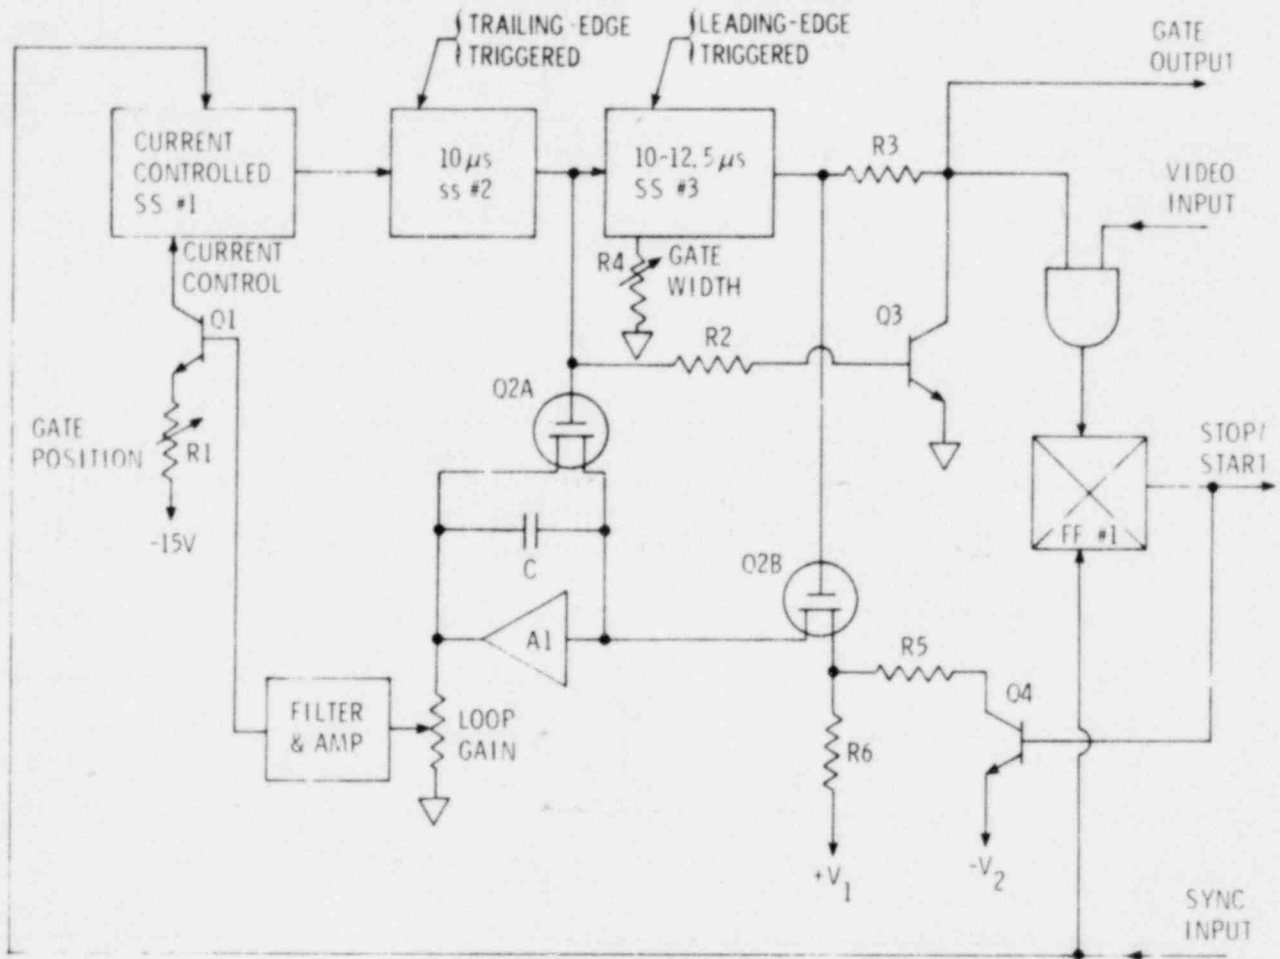 TRAILING-EDGE
TRIGGERED
LEADING-EDGE
TRIGGERED
GATE
OUTPUT
CURRENT
CONTROLLED
SS #1
10 µs
ss #2
10-12.5 µs
SS #3
R3
VIDEO
INPUT
CURRENT
CONTROL
R4
GATE
WIDTH
Q1
R2
Q3
Q2A
GATE
POSITION
R1
STOP/
START
-15V
FF #1
C
Q2B
A1
R5
Q4
FILTER
& AMP
LOOP
GAIN
R6
+V1
-V2
SYNC
INPUT